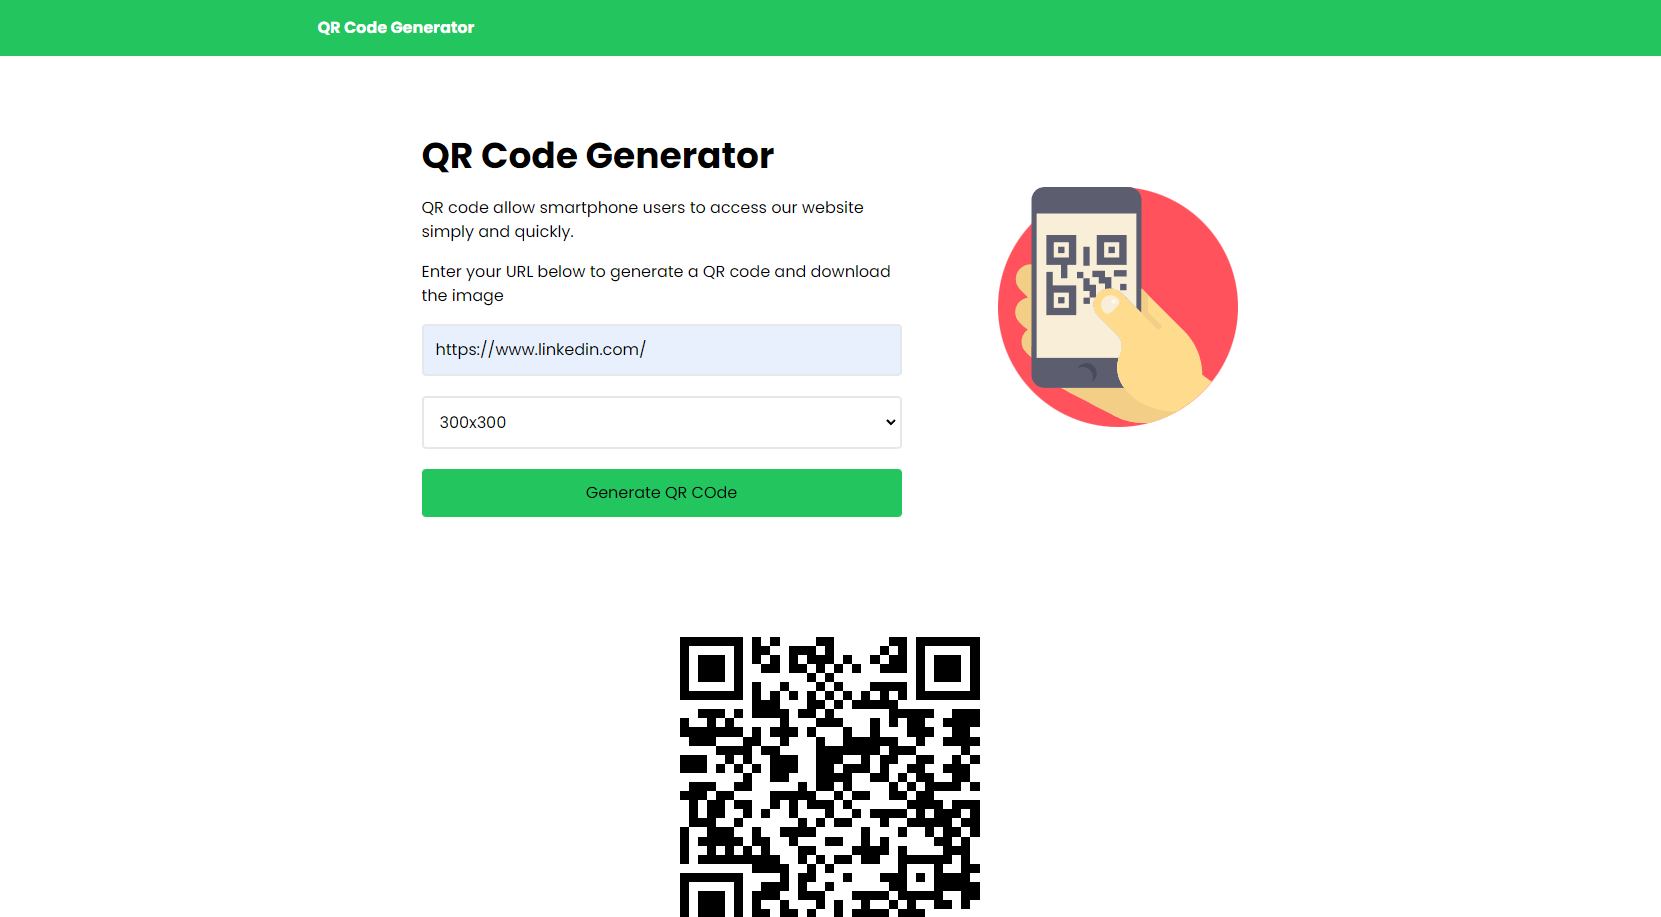 QR Code Generator
QR Code Generator
QR code allow smartphone users to access our website
simply and quickly.
Enter your URL below to generate a QR code and download
the image
https://www.linkedin.com/
300x300
Generate QR COde